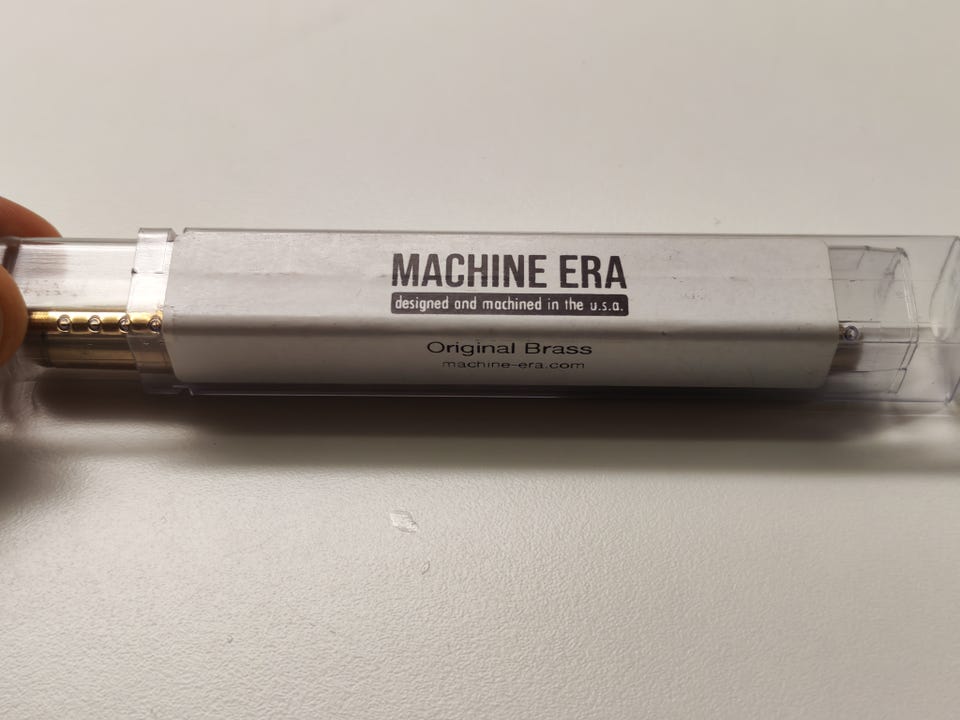 MACHINE ERA
designed and machined in the u.s.a.
Original Brass
machine-era.com